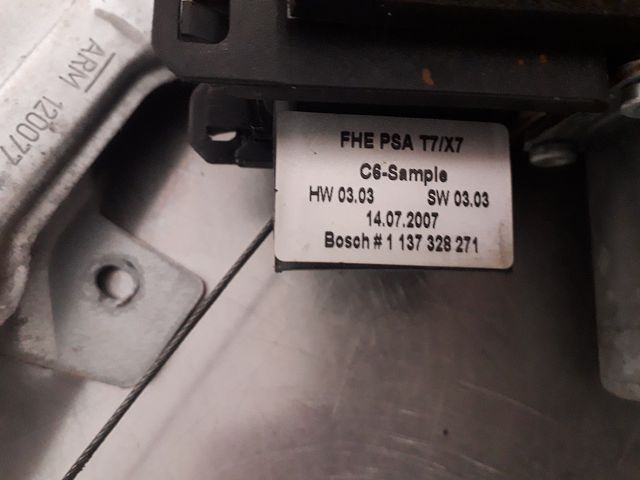 ARM 120077
FHE PSA T7/X7
C6-Sample
HW 03.03 SW 03.03
14.07.2007
Bosch # 1 137 328 271